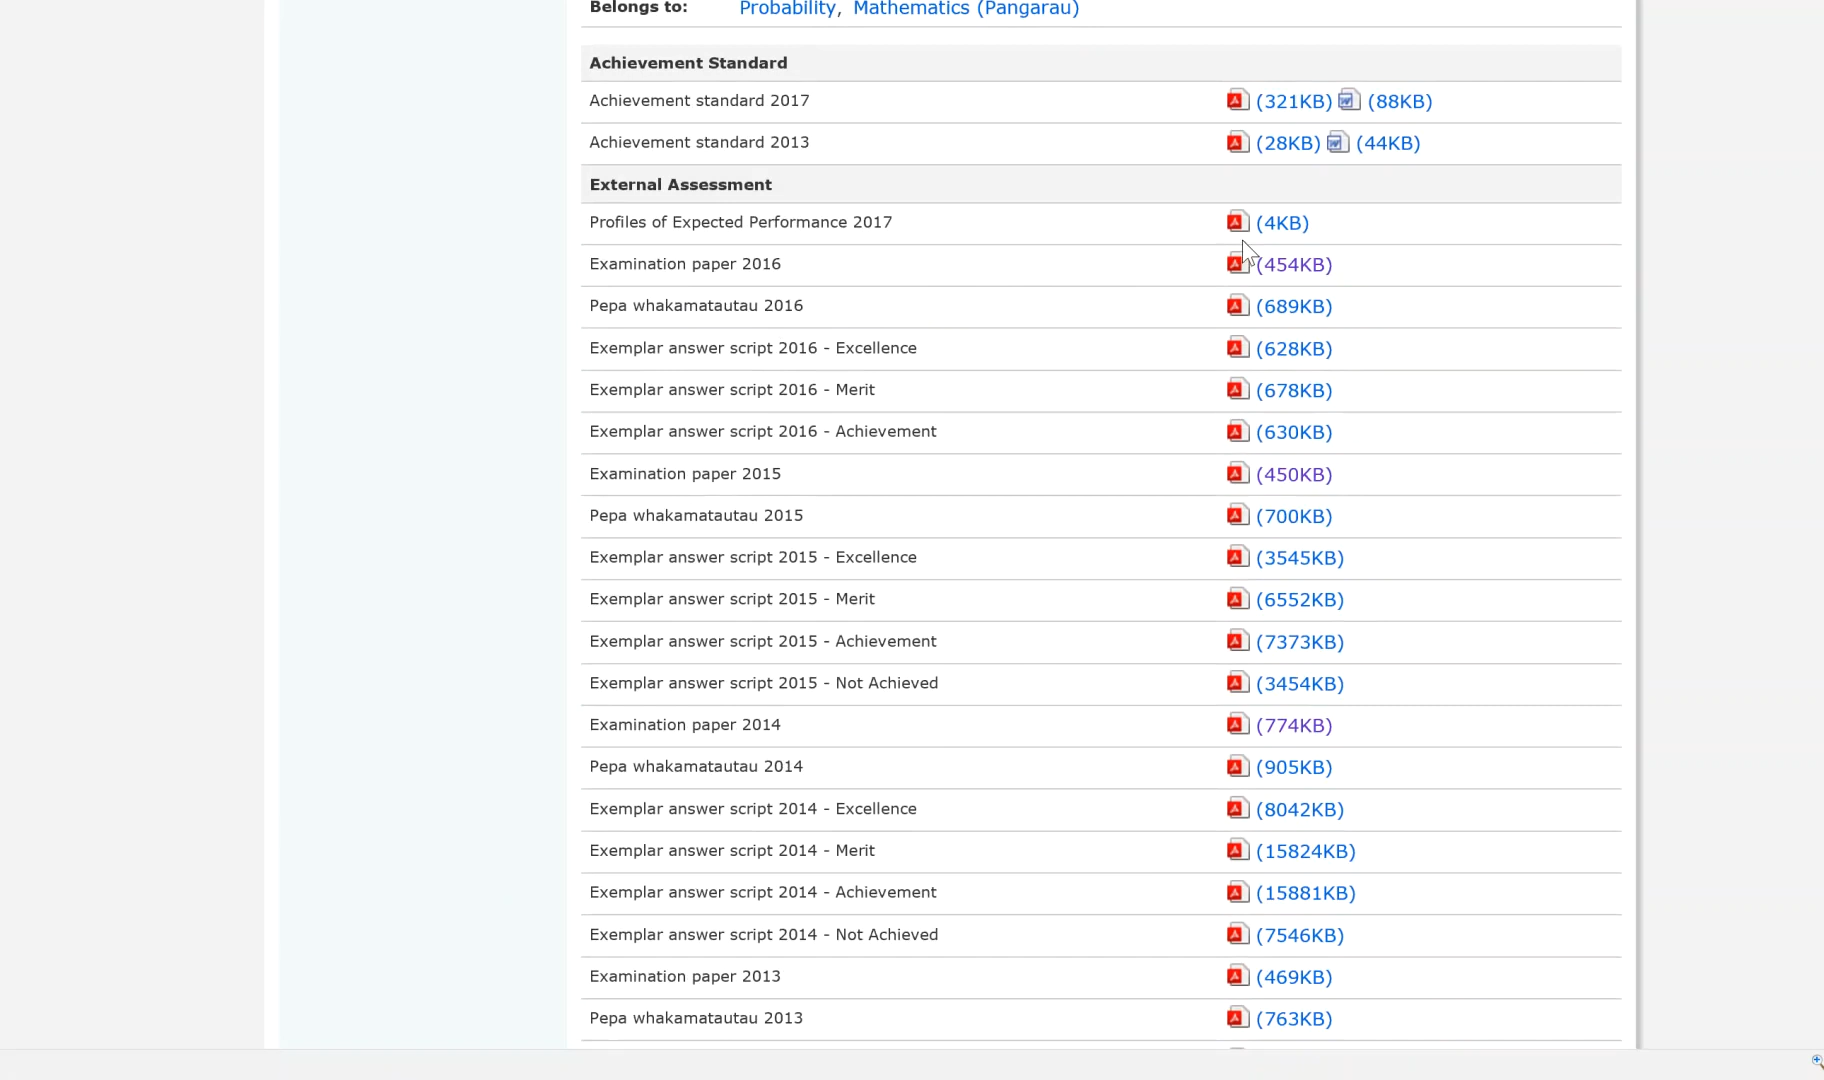 Belongs to: Probability, Mathematics (Pangarau)
Achievement Standard
Achievement standard 2017 (321KB) (88KB)
Achievement standard 2013 (28KB) (44KB)
External Assessment
Profiles of Expected Performance 2017 (4KB)
Examination paper 2016 (454KB)
Pepa whakamatautau 2016 (689KB)
Exemplar answer script 2016 - Excellence (628KB)
Exemplar answer script 2016 - Merit (678KB)
Exemplar answer script 2016 - Achievement (630KB)
Examination paper 2015 (450KB)
Pepa whakamatautau 2015 (700KB)
Exemplar answer script 2015 - Excellence (3545KB)
Exemplar answer script 2015 - Merit (6552KB)
Exemplar answer script 2015 - Achievement (7373KB)
Exemplar answer script 2015 - Not Achieved (3454KB)
Examination paper 2014 (774KB)
Pepa whakamatautau 2014 (905KB)
Exemplar answer script 2014 - Excellence (8042KB)
Exemplar answer script 2014 - Merit (15824KB)
Exemplar answer script 2014 - Achievement (15881KB)
Exemplar answer script 2014 - Not Achieved (7546KB)
Examination paper 2013 (469KB)
Pepa whakamatautau 2013 (763KB)